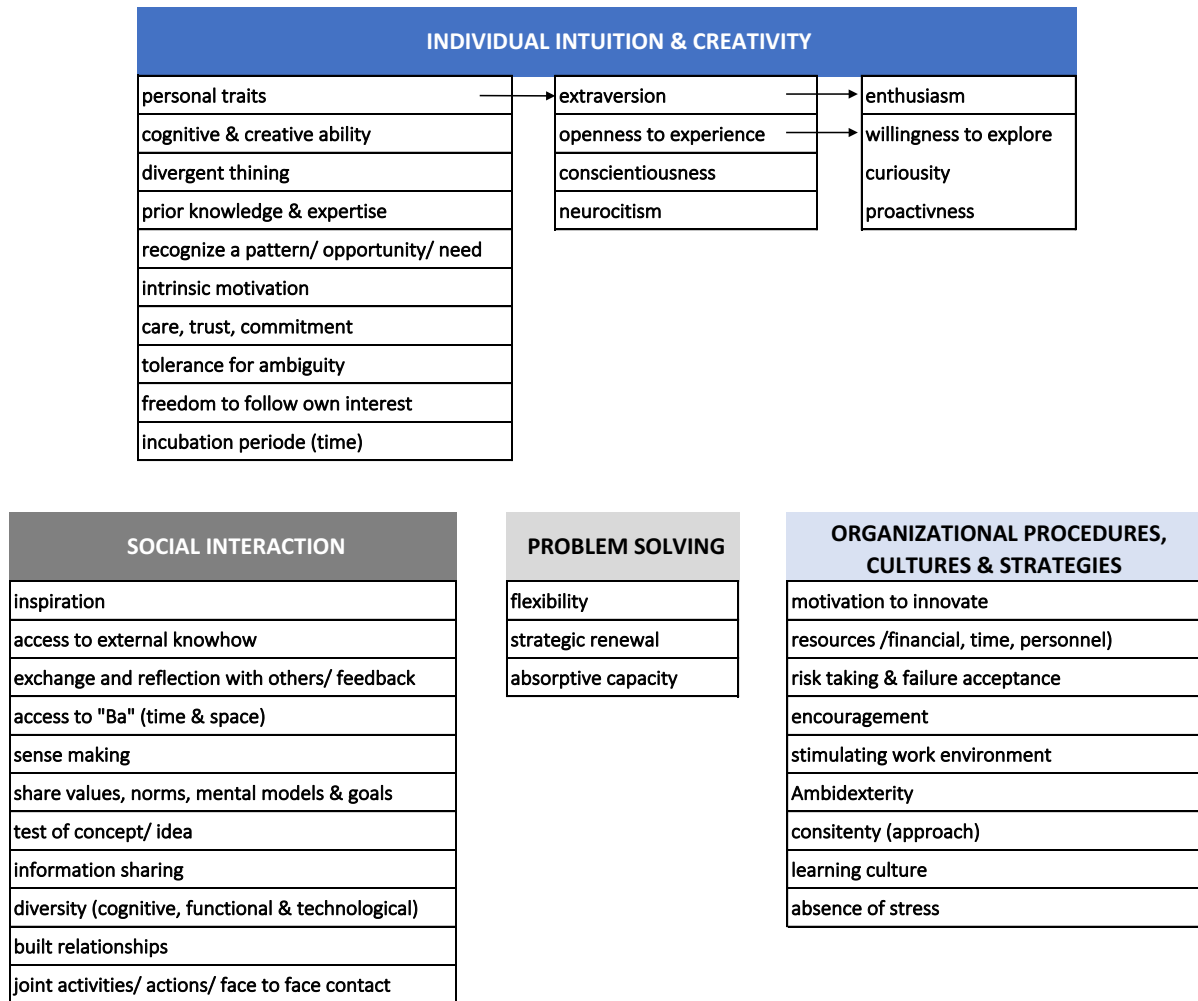 INDIVIDUAL INTUITION & CREATIVITY
personal traits
cognitive & creative ability
divergent thining
prior knowledge & expertise
recognize a pattern/ opportunity/ need
intrinsic motivation
care, trust, commitment
tolerance for ambiguity
freedom to follow own interest
incubation periode (time)
extraversion
openness to experience
conscientiousness
neurocitism
enthusiasm
willingness to explore
curiousity
proactivness
SOCIAL INTERACTION
inspiration
access to external knowhow
exchange and reflection with others/ feedback
access to "Ba" (time & space)
sense making
share values, norms, mental models & goals
test of concept/ idea
information sharing
diversity (cognitive, functional & technological)
built relationships
joint activities/ actions/ face to face contact
PROBLEM SOLVING
flexibility
strategic renewal
absorptive capacity
ORGANIZATIONAL PROCEDURES,
CULTURES & STRATEGIES
motivation to innovate
resources /financial, time, personnel)
risk taking & failure acceptance
encouragement
stimulating work environment
Ambidexterity
consitenty (approach)
learning culture
absence of stress